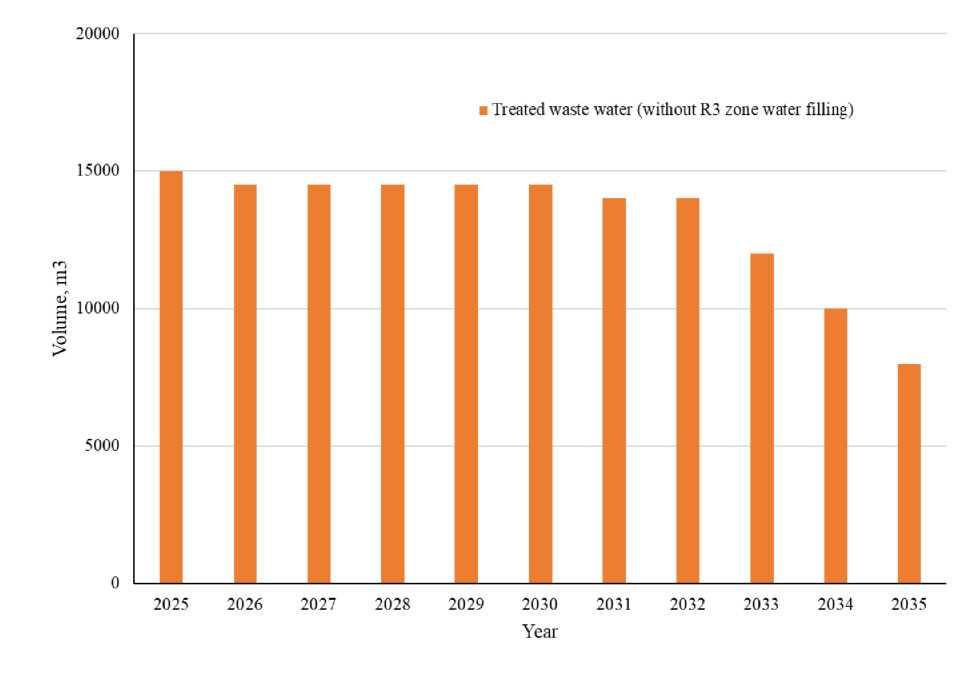 20000
Treated waste water (without R3 zone water filling)
15000
Volume, m3
10000
5000
0
2025 2026 2027 2028 2029 2030 2031 2032 2033 2034 2035
Year